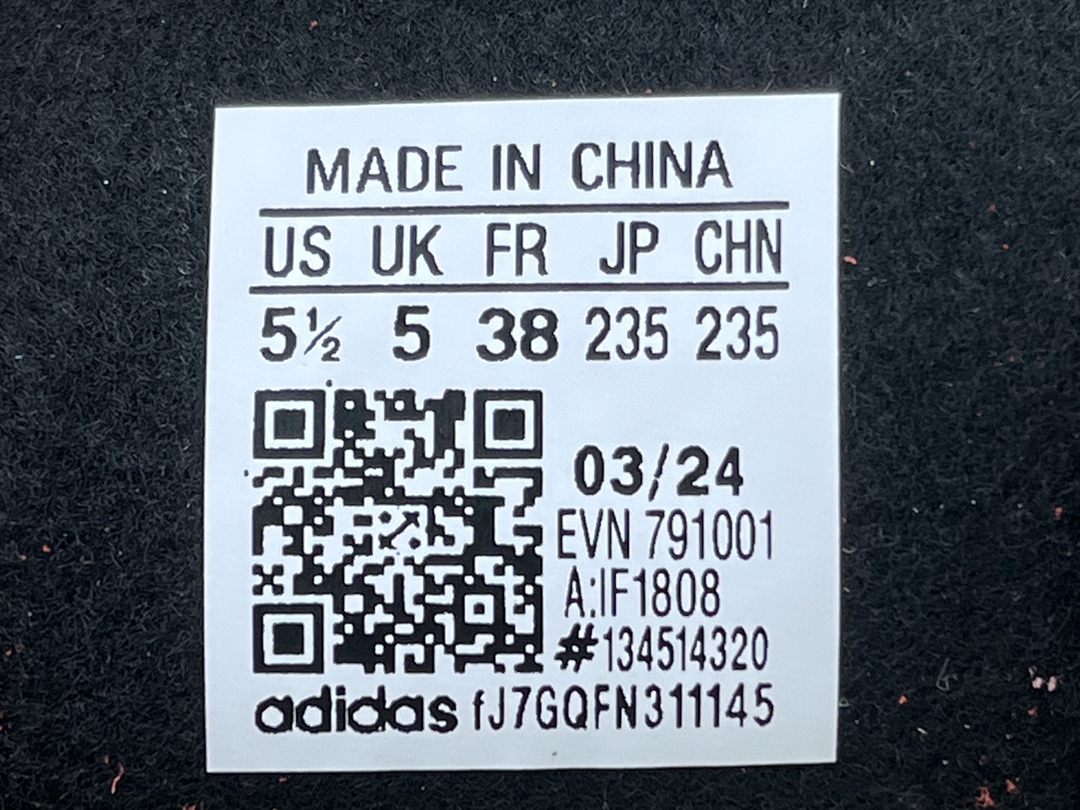 MADE IN CHINA
US UK FR JP CHN
5½ 5 38 235 235
03/24
EVN 791001
A:IF1808
#134514320
adidas fJ7GQFN311145